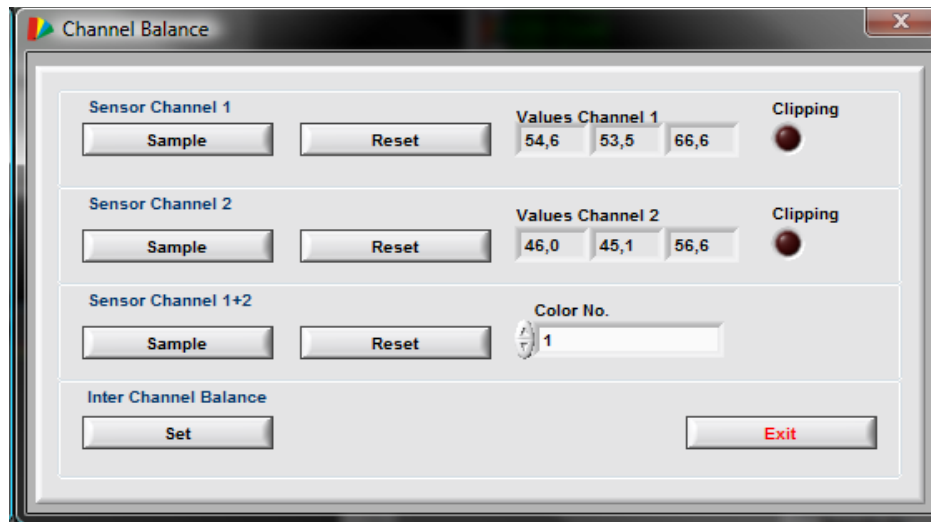 Channel Balance
X
Sensor Channel 1
Sample Reset
Values Channel 1
54,6 53,5 66,6
Clipping
Sensor Channel 2
Sample Reset
Values Channel 2
46,0 45,1 56,6
Clipping
Sensor Channel 1+2
Sample Reset
Color No.
1
Inter Channel Balance
Set
Exit